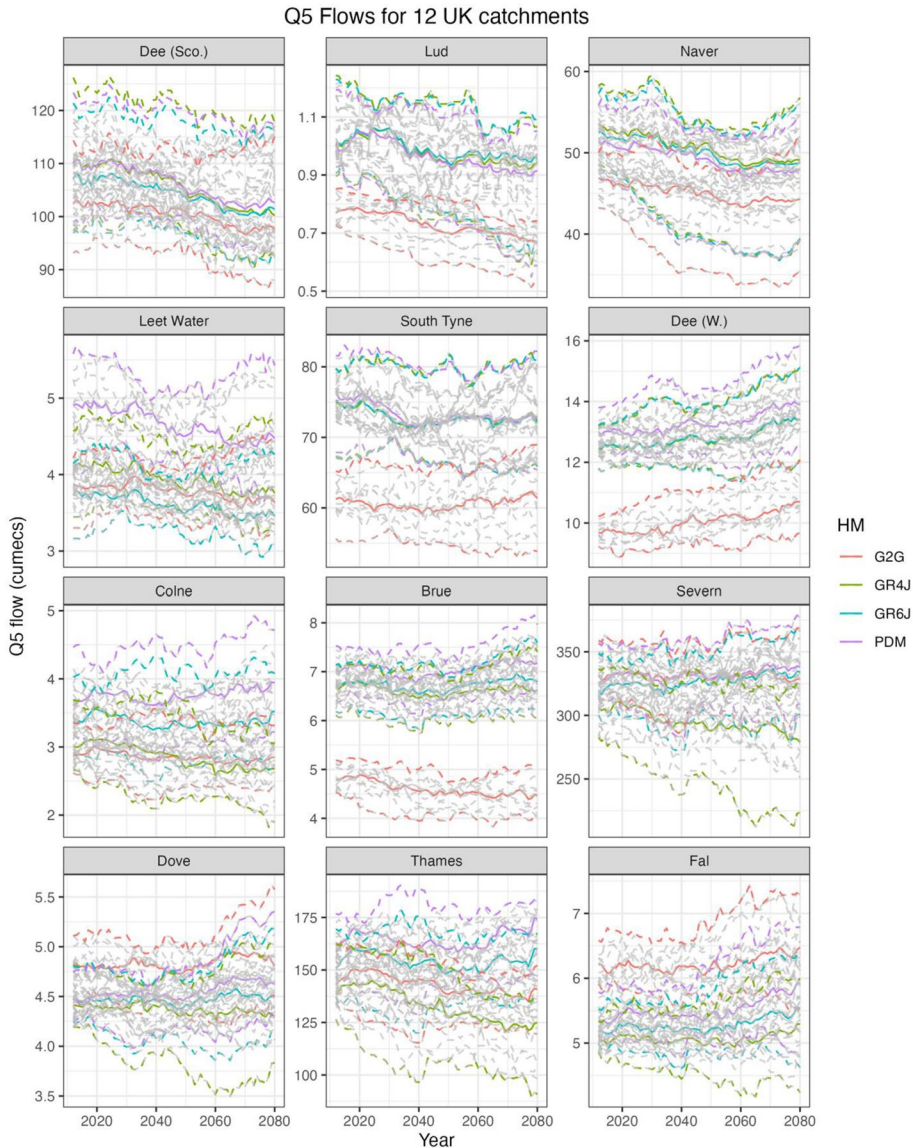 Q5 Flows for 12 UK catchments
Dee (Sco.)
Lud
Naver
120
110
100
90
1.1
0.9
0.7
0.5
60
50
40
Leet Water
South Tyne
Dee (W.)
5
4
3
80
70
60
16
14
12
10
Colne
Brue
Severn
5
4
3
2
8
7
6
5
4
350
300
250
Dove
Thames
Fal
5.5
5.0
4.5
4.0
3.5
175
150
125
100
7
6
5
2020 2040 2060 2080
2020 2040 2060 2080
2020 2040 2060 2080
Year
Q5 flow (cumecs)
HM
G2G
GR4J
GR6J
PDM